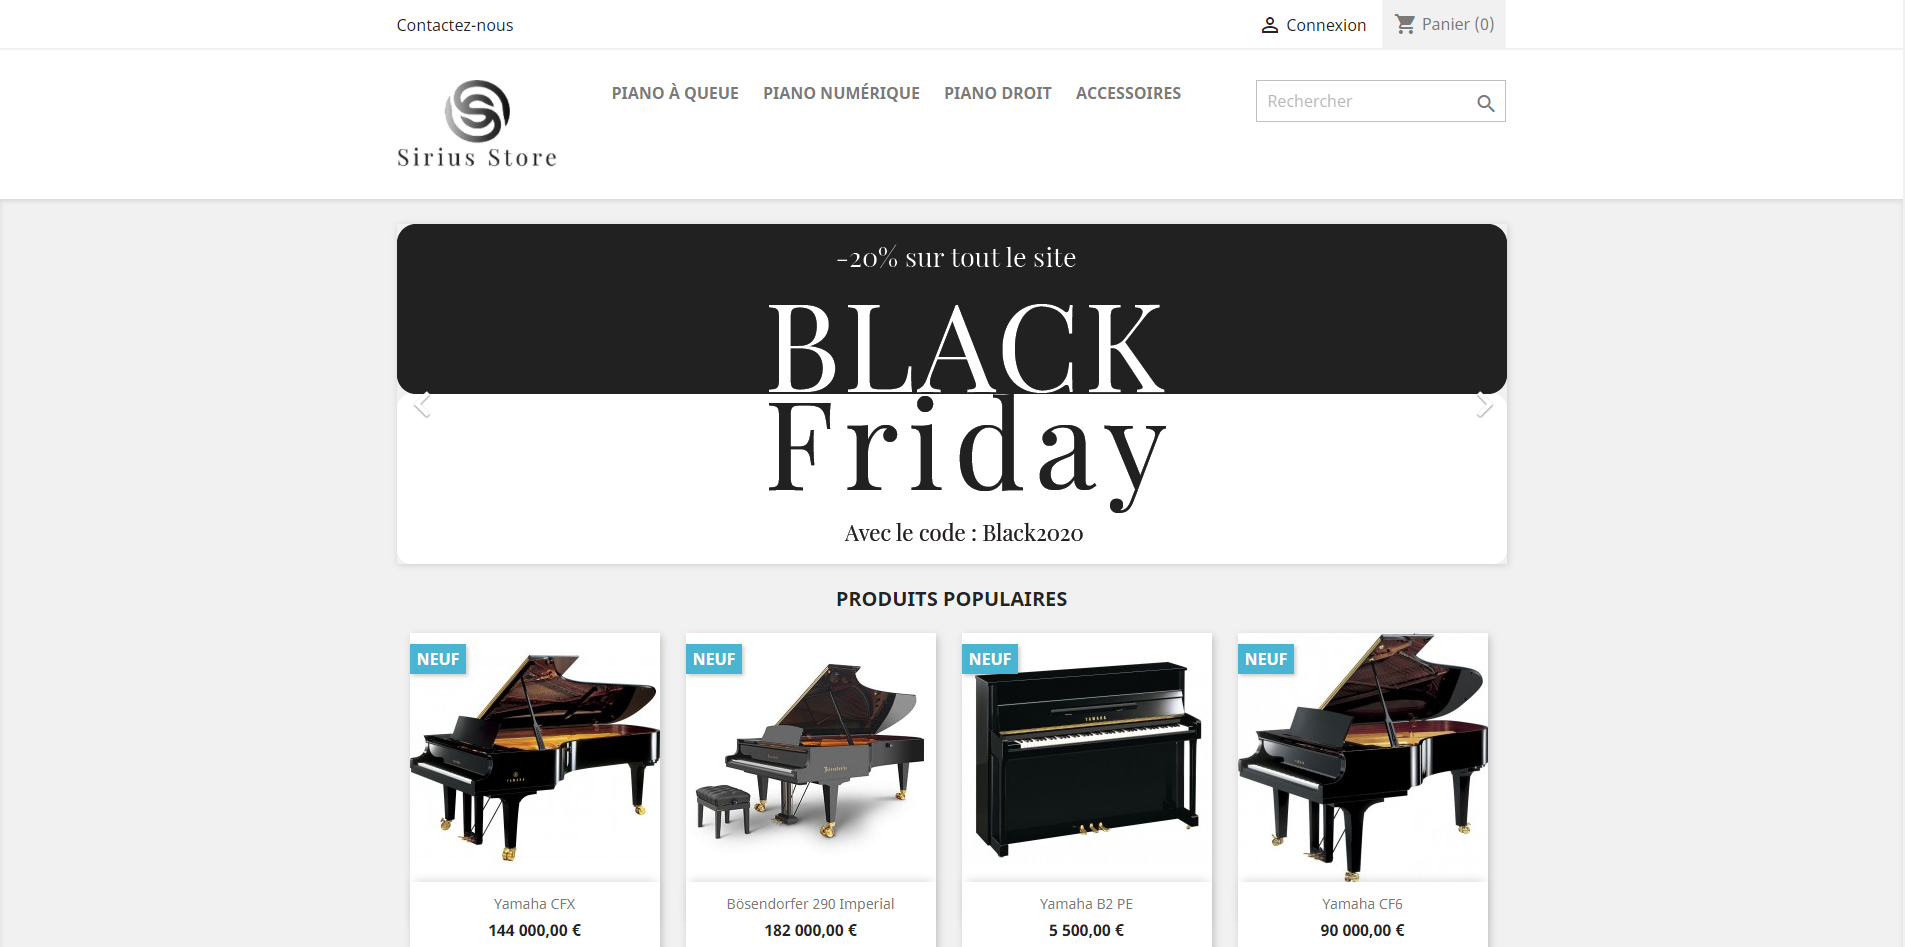 Contactez-nous
Connexion
Panier (0)
Sirius Store
PIANO À QUEUE
PIANO NUMÉRIQUE
PIANO DROIT
ACCESSOIRES
Rechercher
-20% sur tout le site
BLACK
Friday
Avec le code : Black2020
PRODUITS POPULAIRES
NEUF
NEUF
NEUF
NEUF
YAMAHA
YAMAHA
Yamaha CFX
Bösendorfer 290 Imperial
Yamaha B2 PE
Yamaha CF6
144 000,00 €
182 000,00 €
5 500,00 €
90 000,00 €